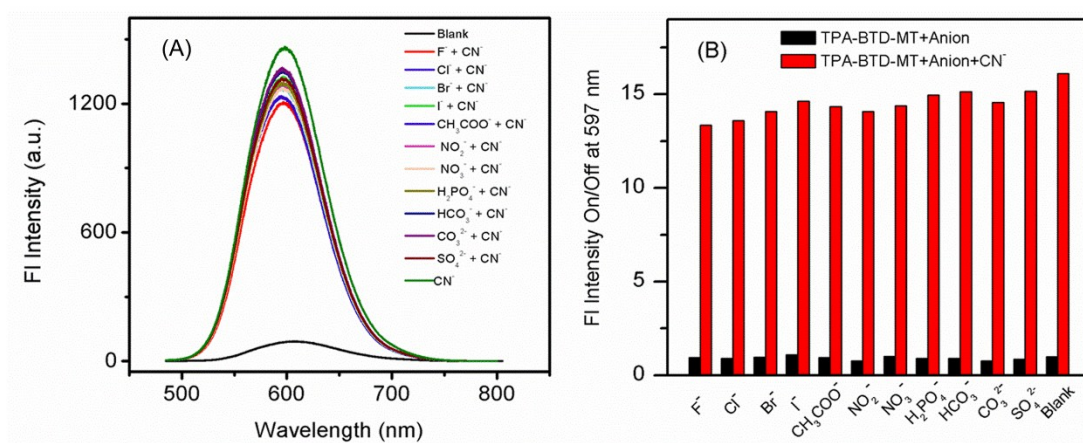 (A)
Fl Intensity (a.u.)
1200
600
0
500 600 700 800
Wavelength (nm)
Blank
F⁻ + CN⁻
Cl⁻ + CN⁻
Br⁻ + CN⁻
I⁻ + CN⁻
CH₃COO⁻ + CN⁻
NO₂⁻ + CN⁻
NO₃⁻ + CN⁻
H₂PO₄⁻ + CN⁻
HCO₃⁻ + CN⁻
CO₃²⁻ + CN⁻
SO₄²⁻ + CN⁻
CN⁻
(B)
TPA-BTD-MT+Anion
TPA-BTD-MT+Anion+CN⁻
Fl Intensity On/Off at 597 nm
15
10
5
0
F⁻
Cl⁻
Br⁻
I⁻
CH₃COO⁻
NO₂⁻
NO₃⁻
H₂PO₄⁻
HCO₃⁻
CO₃²⁻
SO₄²⁻
Blank